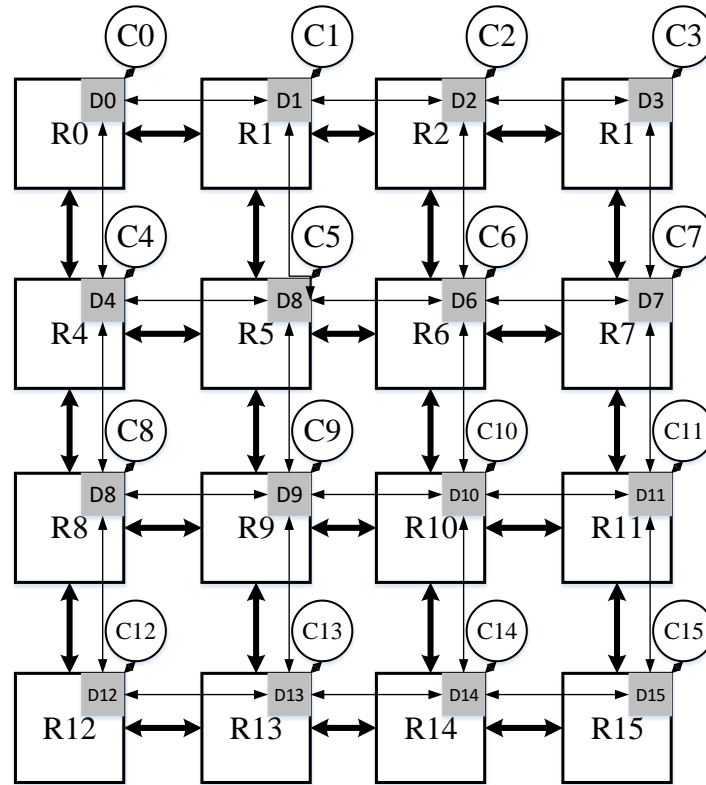 C0 C1 C2 C3
D0 D1 D2 D3
R0 R1 R2 R1
C4 C5 C6 C7
D4 D8 D6 D7
R4 R5 R6 R7
C8 C9 C10 C11
D8 D9 D10 D11
R8 R9 R10 R11
C12 C13 C14 C15
D12 D13 D14 D15
R12 R13 R14 R15